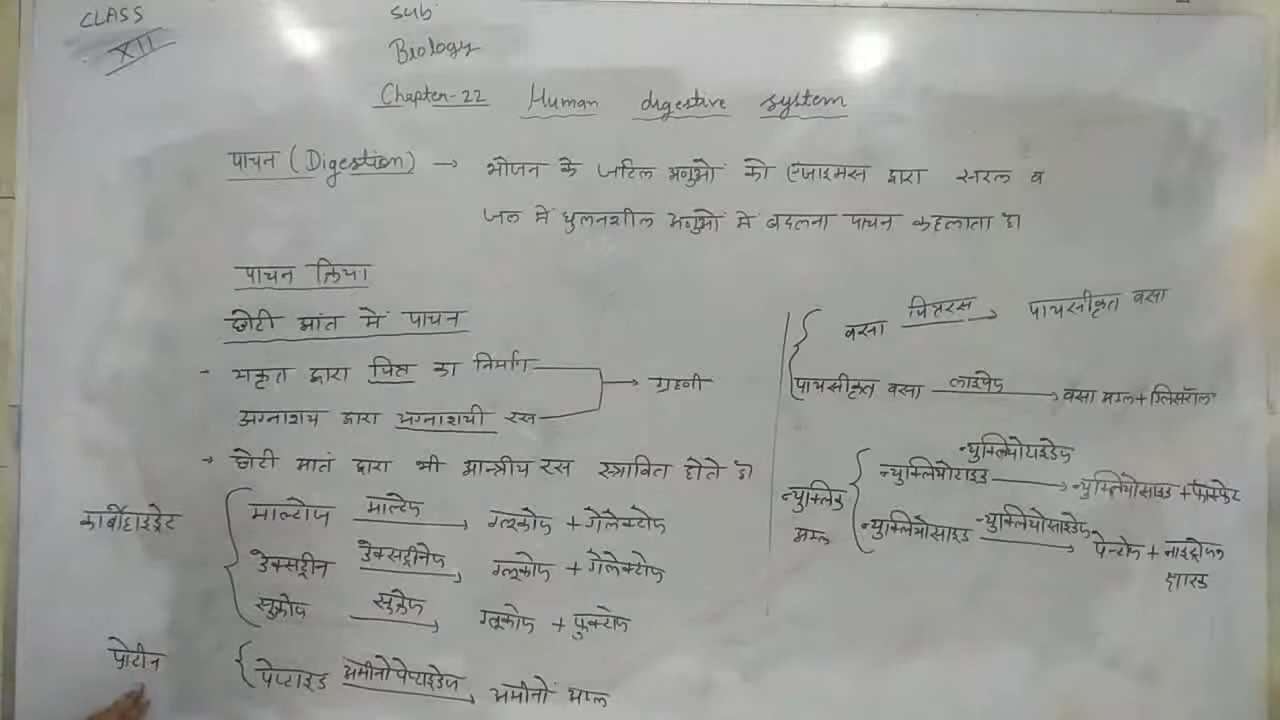 CLASS
XII
Sub
Biology
Chapter-22 Human digestive system
पाचन (Digestion) → भोजन के जटिल अणुओं को एंजाइमस द्वारा सरल व
जल में घुलनशील अणुओं में बदलना पाचन कहलाता है।
पाचन क्रिया
छोटी आंत में पाचन
- यकृत द्वारा पित्त का निर्माण → ग्रहणी
अग्नाशय द्वारा अग्नाशयी रस
→ छोटी आतं द्वारा भी आन्त्रीय रस स्त्रावित होते है।
कार्बोहाइड्रेट
माल्टोज माल्टेज → ग्लूकोज + गैलेक्टोज
डेक्सट्रीन डेक्सट्रीनेज → ग्लूकोज + गैलेक्टोज
सुक्रोज सुक्रेज → ग्लूकोज + फ्रुक्टोज
प्रोटीन
पेप्टाइड अमीनोपेप्टाइडेज → अमीनों अम्ल
वसा पित्तरस → पायसीकृत वसा
पायसीकृत वसा लाइपेज → वसा अम्ल + ग्लिसरॉल
न्युक्लिक अम्ल
न्युक्लियोटाइड न्युक्लियोटाइडेज → न्युक्लियोसाइड + फॉस्फेट
न्युक्लियोसाइड न्युक्लियोसाइडेज → पेन्टोज + नाइट्रोजन
क्षारक